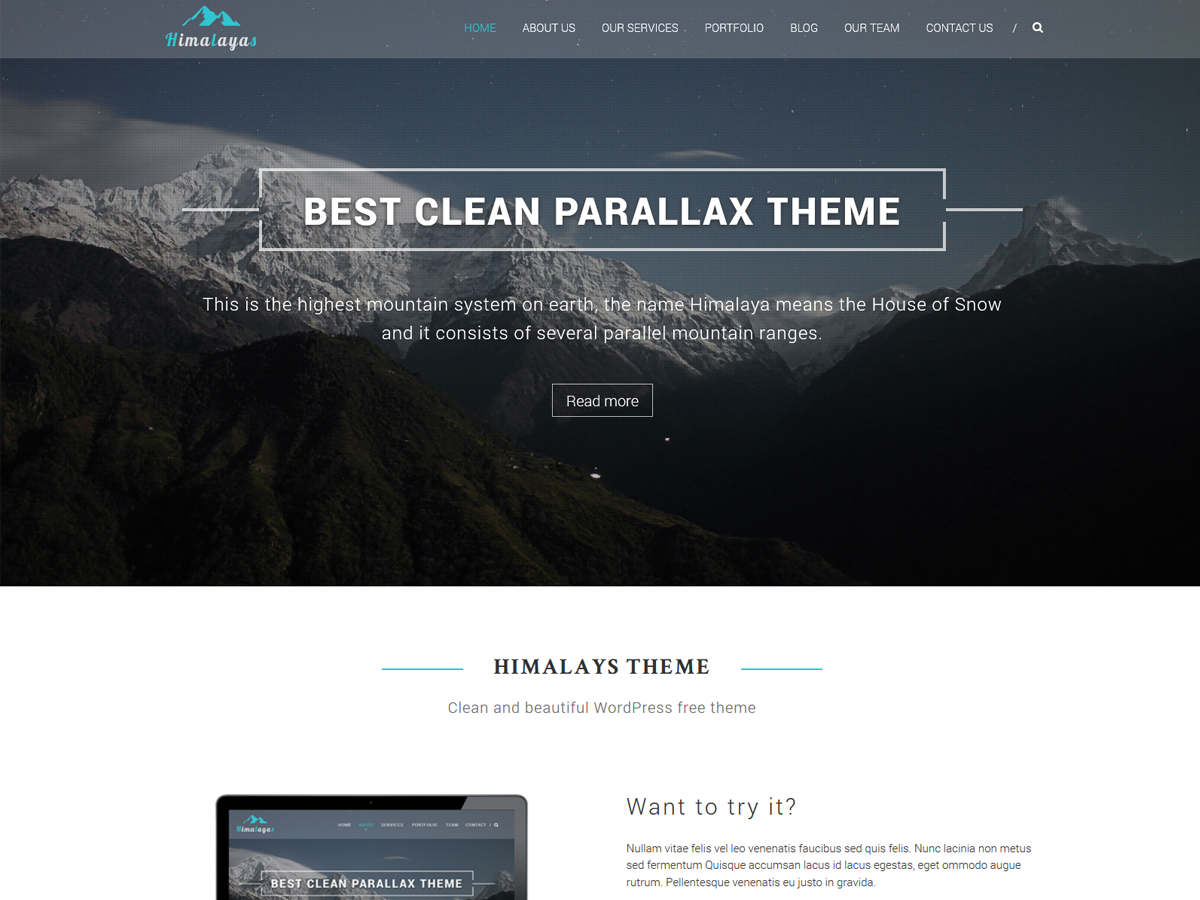 Himalayas
HOME ABOUT US OUR SERVICES PORTFOLIO BLOG OUR TEAM CONTACT US /
BEST CLEAN PARALLAX THEME
This is the highest mountain system on earth, the name Himalaya means the House of Snow
and it consists of several parallel mountain ranges.
Read more
HIMALAYS THEME
Clean and beautiful WordPress free theme
Himalayas
HOME ABOUT SERVICES PORTFOLIO TEAM CONTACT /
BEST CLEAN PARALLAX THEME
Want to try it?
Nullam vitae felis vel leo venenatis faucibus sed quis felis. Nunc lacinia non metus
sed fermentum Quisque accumsan lacus id lacus egestas, eget ommodo augue
rutrum. Pellentesque venenatis eu justo in gravida.